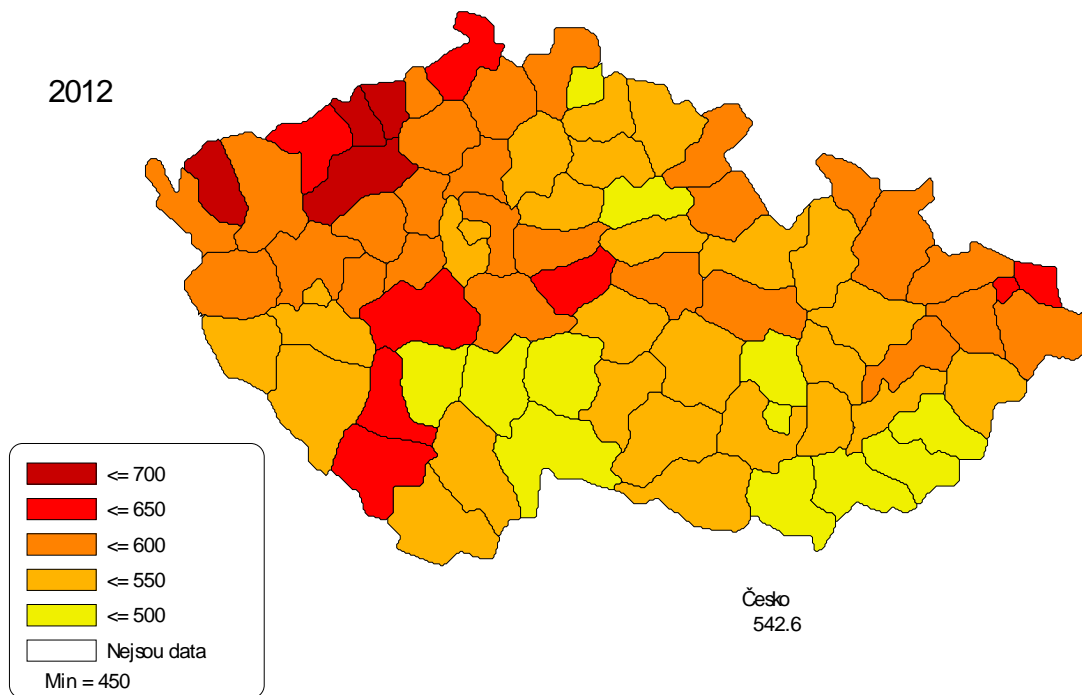 2012
<= 700
<= 650
<= 600
<= 550
<= 500
Nejsou data
Min = 450
Česko
542.6